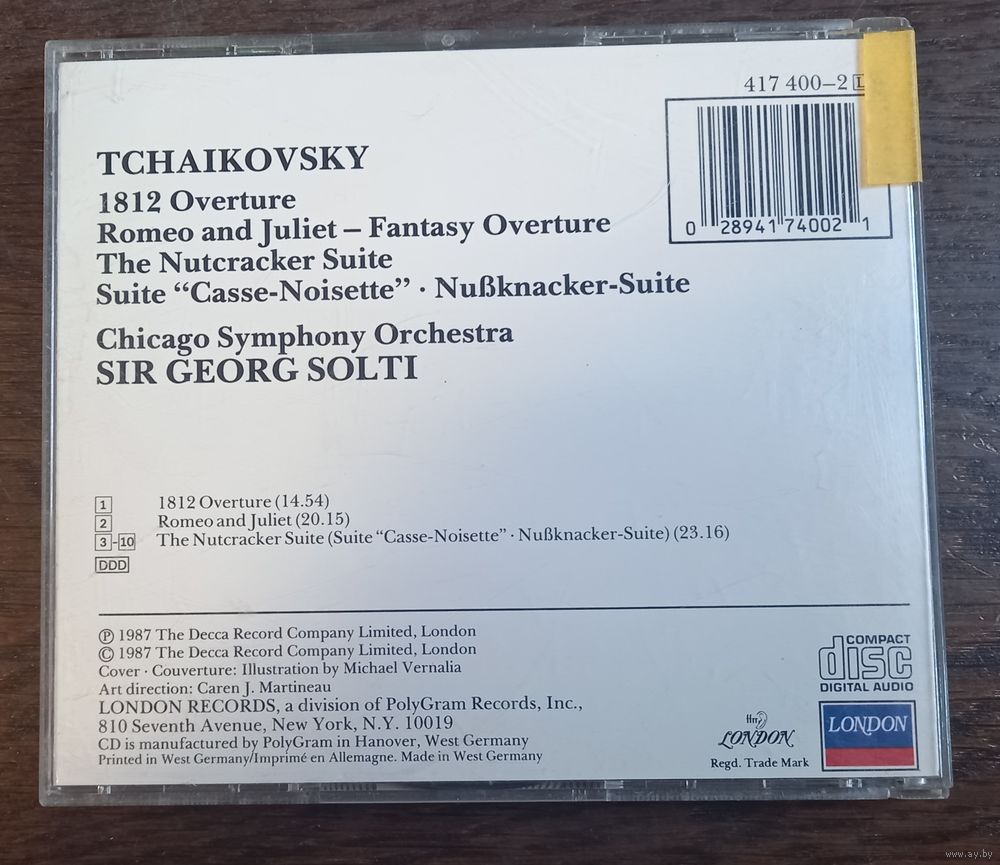 417 400–2
0 28941 74002 1
TCHAIKOVSKY
1812 Overture
Romeo and Juliet – Fantasy Overture
The Nutcracker Suite
Suite “Casse-Noisette” · Nußknacker-Suite
Chicago Symphony Orchestra
SIR GEORG SOLTI
1 1812 Overture (14.54)
2 Romeo and Juliet (20.15)
3-10 The Nutcracker Suite (Suite “Casse-Noisette” · Nußknacker-Suite) (23.16)
DDD
Ⓟ 1987 The Decca Record Company Limited, London
© 1987 The Decca Record Company Limited, London
Cover · Couverture: Illustration by Michael Vernalia
Art direction: Caren J. Martineau
LONDON RECORDS, a division of PolyGram Records, Inc.,
810 Seventh Avenue, New York, N.Y. 10019
CD is manufactured by PolyGram in Hanover, West Germany
Printed in West Germany/Imprimé en Allemagne. Made in West Germany
COMPACT
disc
DIGITAL AUDIO
ffrr
LONDON
Regd. Trade Mark
LONDON
www.ay.by